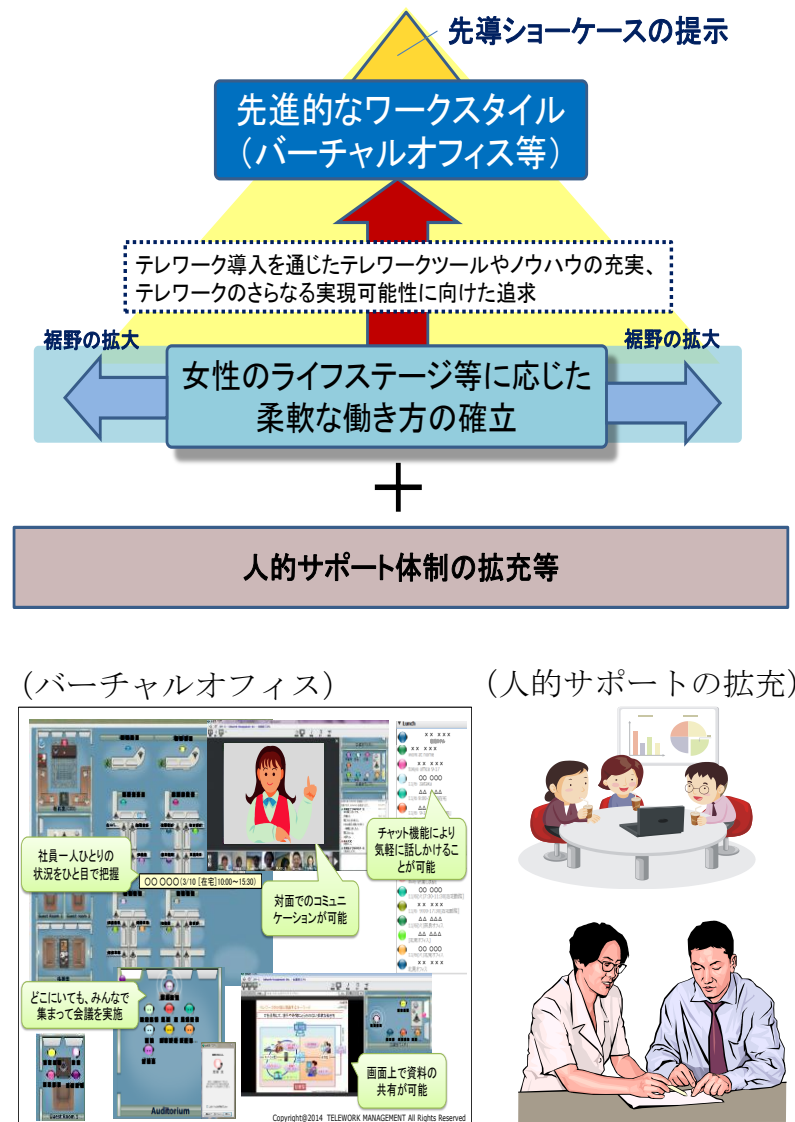 先導ショーケースの提示
先進的なワークスタイル
（バーチャルオフィス等）
テレワーク導入を通じたテレワークツールやノウハウの充実、
テレワークのさらなる実現可能性に向けた追求
裾野の拡大
裾野の拡大
女性のライフステージ等に応じた
柔軟な働き方の確立
＋
人的サポート体制の拡充等
（バーチャルオフィス）
（人的サポートの拡充）
Lunch
チャット機能により
気軽に話しかけるこ
とが可能
社員一人ひとりの
状況をひと目で把握
○○ ○○○(3/10 [在宅]10:00～15:30)
対面でのコミュニ
ケーションが可能
どこにいても、みんなで
集まって会議を実施
画面上で資料の
共有が可能
Auditorium
Guest Room 1
Copyright@2014 TELEWORK MANAGEMENT All Rights Reserved